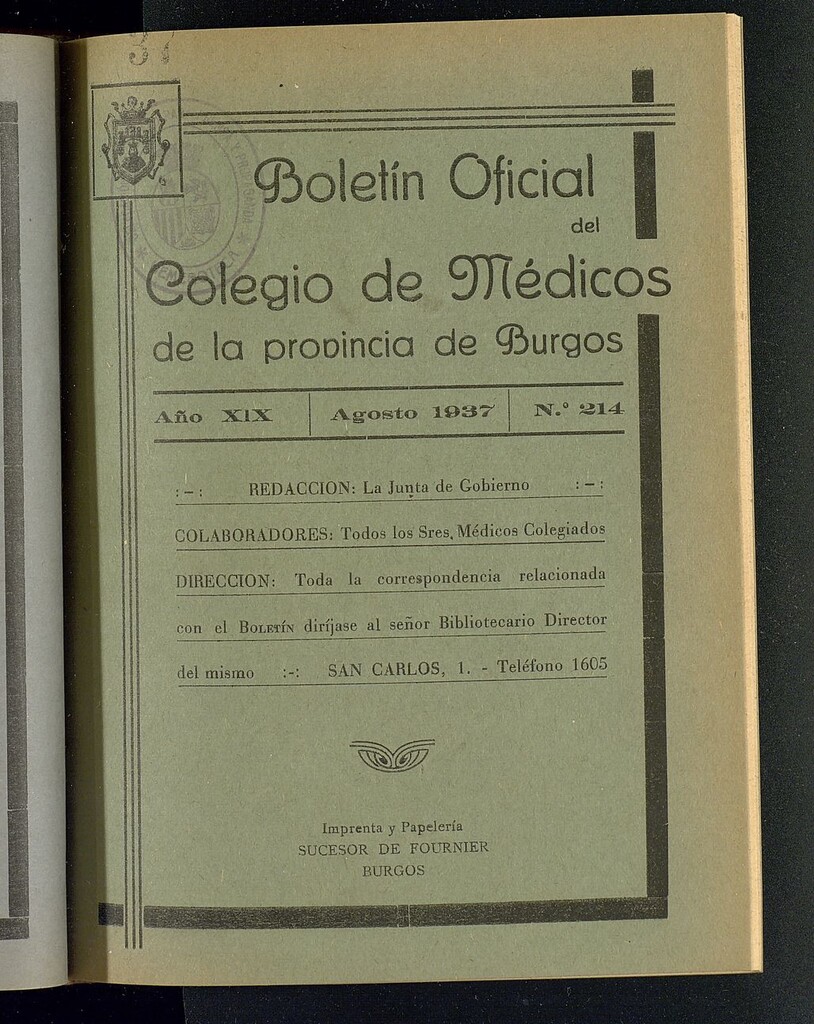 37
Boletín Oficial
del
Colegio de Médicos
de la provincia de Burgos
Año XIX Agosto 1937 N.º 214
:-: REDACCION: La Junta de Gobierno :-:
COLABORADORES: Todos los Sres. Médicos Colegiados
DIRECCION: Toda la correspondencia relacionada
con el BOLETÍN diríjase al señor Bibliotecario Director
del mismo :-: SAN CARLOS, 1. - Teléfono 1605
Imprenta y Papelería
SUCESOR DE FOURNIER
BURGOS